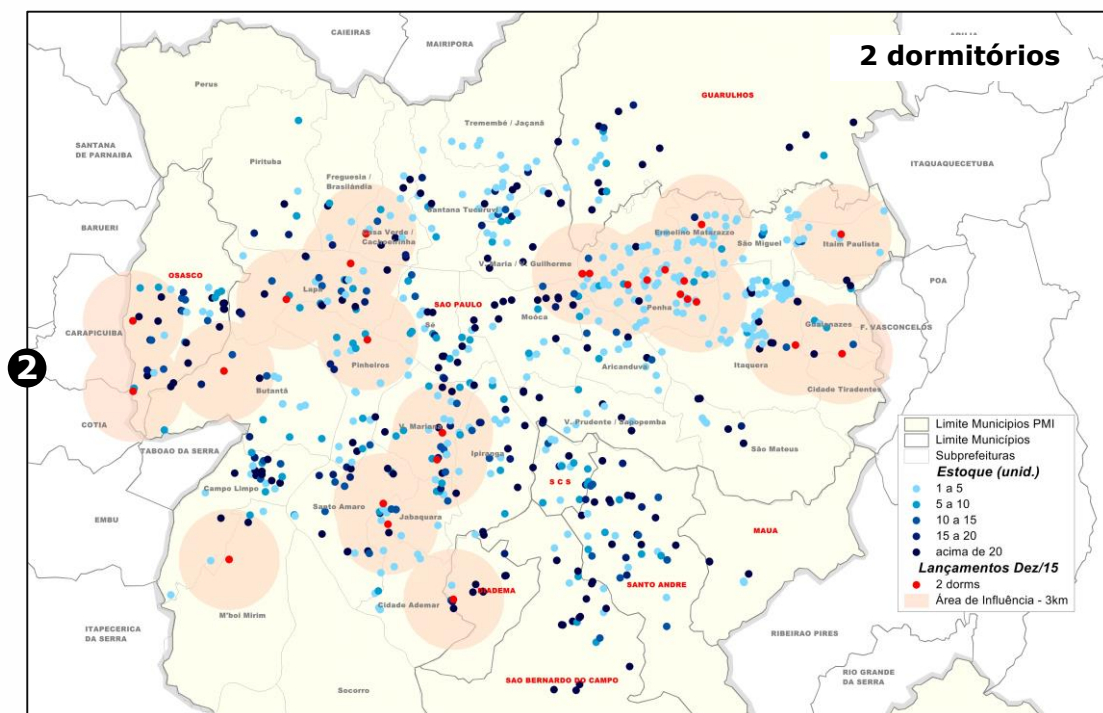 CAIEIRAS
MAIRIPORA
2 dormitórios
Perus
GUARULHOS
Tremembé / Jaçanã
SANTANA
DE PARNAIBA
Pirituba
ITAQUAQUECETUBA
Freguesia /
Brasilândia
Santana Tucuruvi
BARUERI
Casa Verde /
Cachoeirinha
Ermelino Matarazzo
São Miguel
Itaim Paulista
V. Maria / V. Guilherme
OSASCO
POA
Lapa
SAO PAULO
Penha
CARAPICUIBA
Sé
Moóca
Guaianazes
F. VASCONCELOS
2
Pinheiros
Aricanduva
Itaquera
Butantã
Cidade Tiradentes
COTIA
V. Mariana
V. Prudente / Sapopemba
TABOAO DA SERRA
Ipiranga
São Mateus
Campo Limpo
S C S
Santo Amaro
Jabaquara
EMBU
MAUA
SANTO ANDRE
DIADEMA
Cidade Ademar
M'boi Mirim
ITAPECERICA
DA SERRA
RIBEIRAO PIRES
RIO GRANDE
DA SERRA
SAO BERNARDO DO CAMPO
Socorro
Limite Municipios PMI
Limite Municípios
Subprefeituras
Estoque (unid.)
1 a 5
5 a 10
10 a 15
15 a 20
acima de 20
Lançamentos Dez/15
2 dorms
Área de Influência - 3km